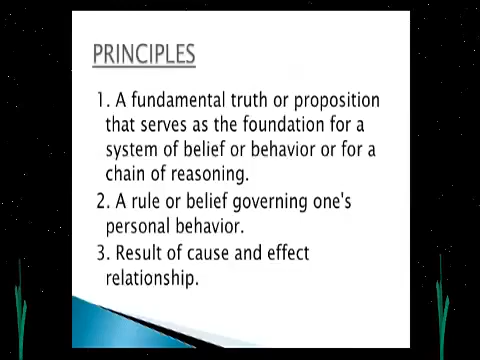 PRINCIPLES
1. A fundamental truth or proposition
that serves as the foundation for a
system of belief or behavior or for a
chain of reasoning.
2. A rule or belief governing one's
personal behavior.
3. Result of cause and effect
relationship.